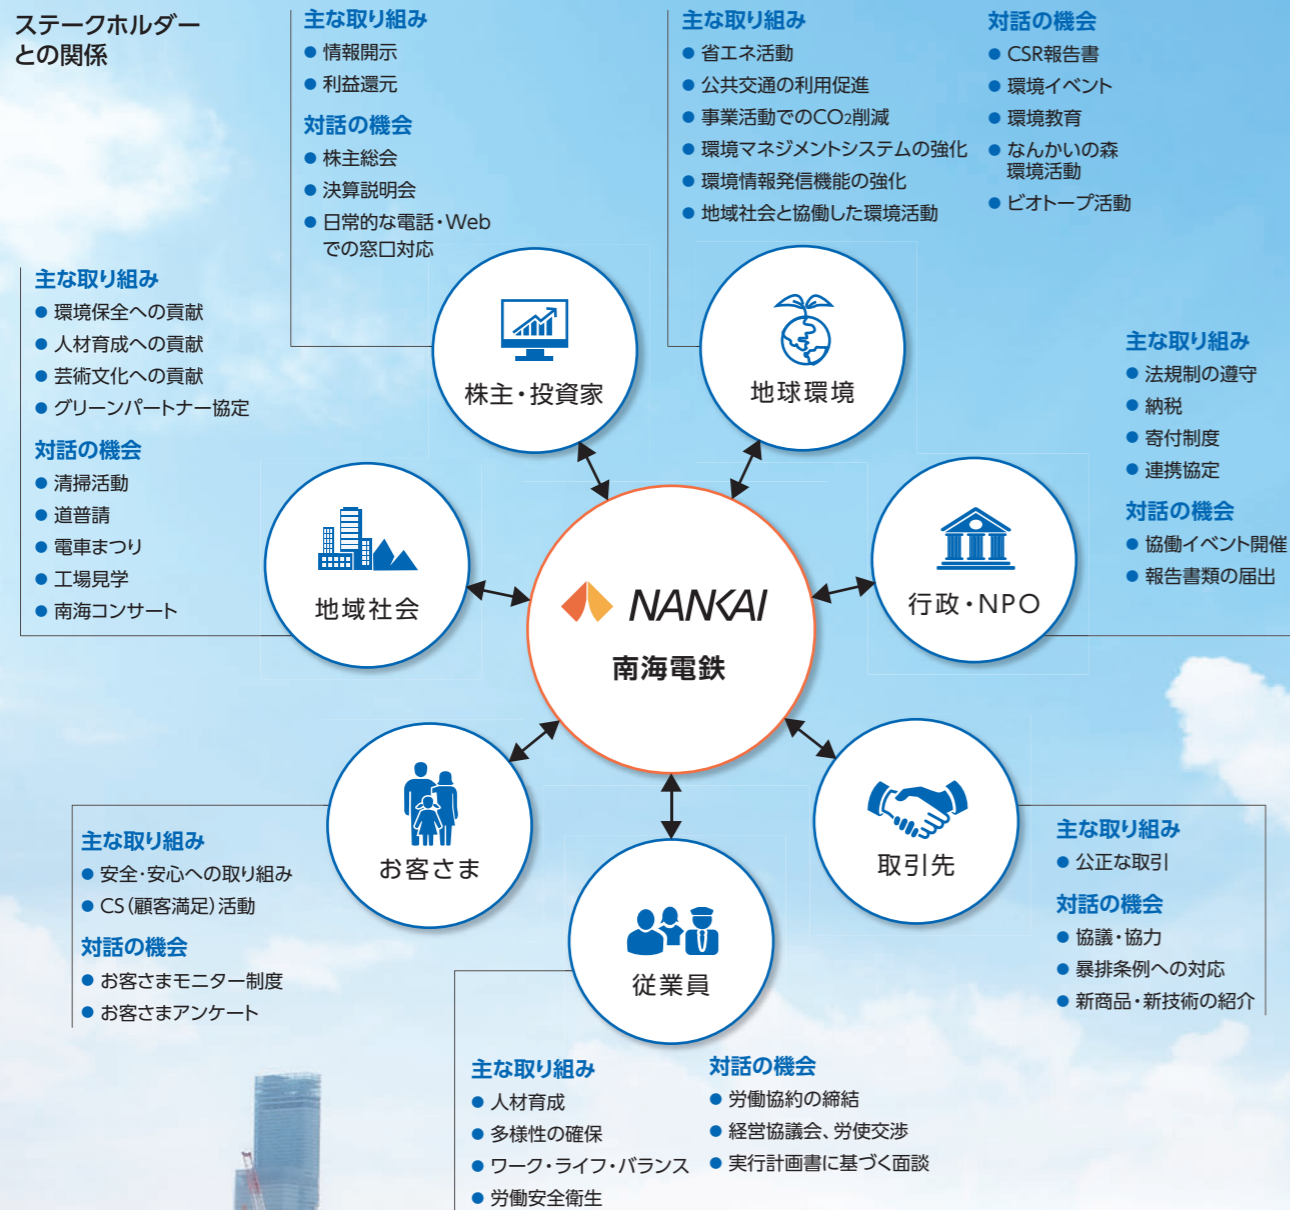 ステークホルダー
との関係
主な取り組み
● 情報開示
● 利益還元
対話の機会
● 株主総会
● 決算説明会
● 日常的な電話・Web
での窓口対応
株主・投資家
主な取り組み
● 省エネ活動
● 公共交通の利用促進
● 事業活動でのCO₂削減
● 環境マネジメントシステムの強化
● 環境情報発信機能の強化
● 地域社会と協働した環境活動
対話の機会
● CSR報告書
● 環境イベント
● 環境教育
● なんかいの森
環境活動
● ビオトープ活動
地球環境
主な取り組み
● 環境保全への貢献
● 人材育成への貢献
● 芸術文化への貢献
● グリーンパートナー協定
対話の機会
● 清掃活動
● 道普請
● 電車まつり
● 工場見学
● 南海コンサート
地域社会
主な取り組み
● 法規制の遵守
● 納税
● 寄付制度
● 連携協定
対話の機会
● 協働イベント開催
● 報告書類の届出
行政・NPO
NANKAI
南海電鉄
主な取り組み
● 安全・安心への取り組み
● CS(顧客満足)活動
対話の機会
● お客さまモニター制度
● お客さまアンケート
お客さま
取引先
主な取り組み
● 公正な取引
対話の機会
● 協議・協力
● 暴排条例への対応
● 新商品・新技術の紹介
従業員
主な取り組み
● 人材育成
● 多様性の確保
● ワーク・ライフ・バランス
● 労働安全衛生
対話の機会
● 労働協約の締結
● 経営協議会、労使交渉
● 実行計画書に基づく面談